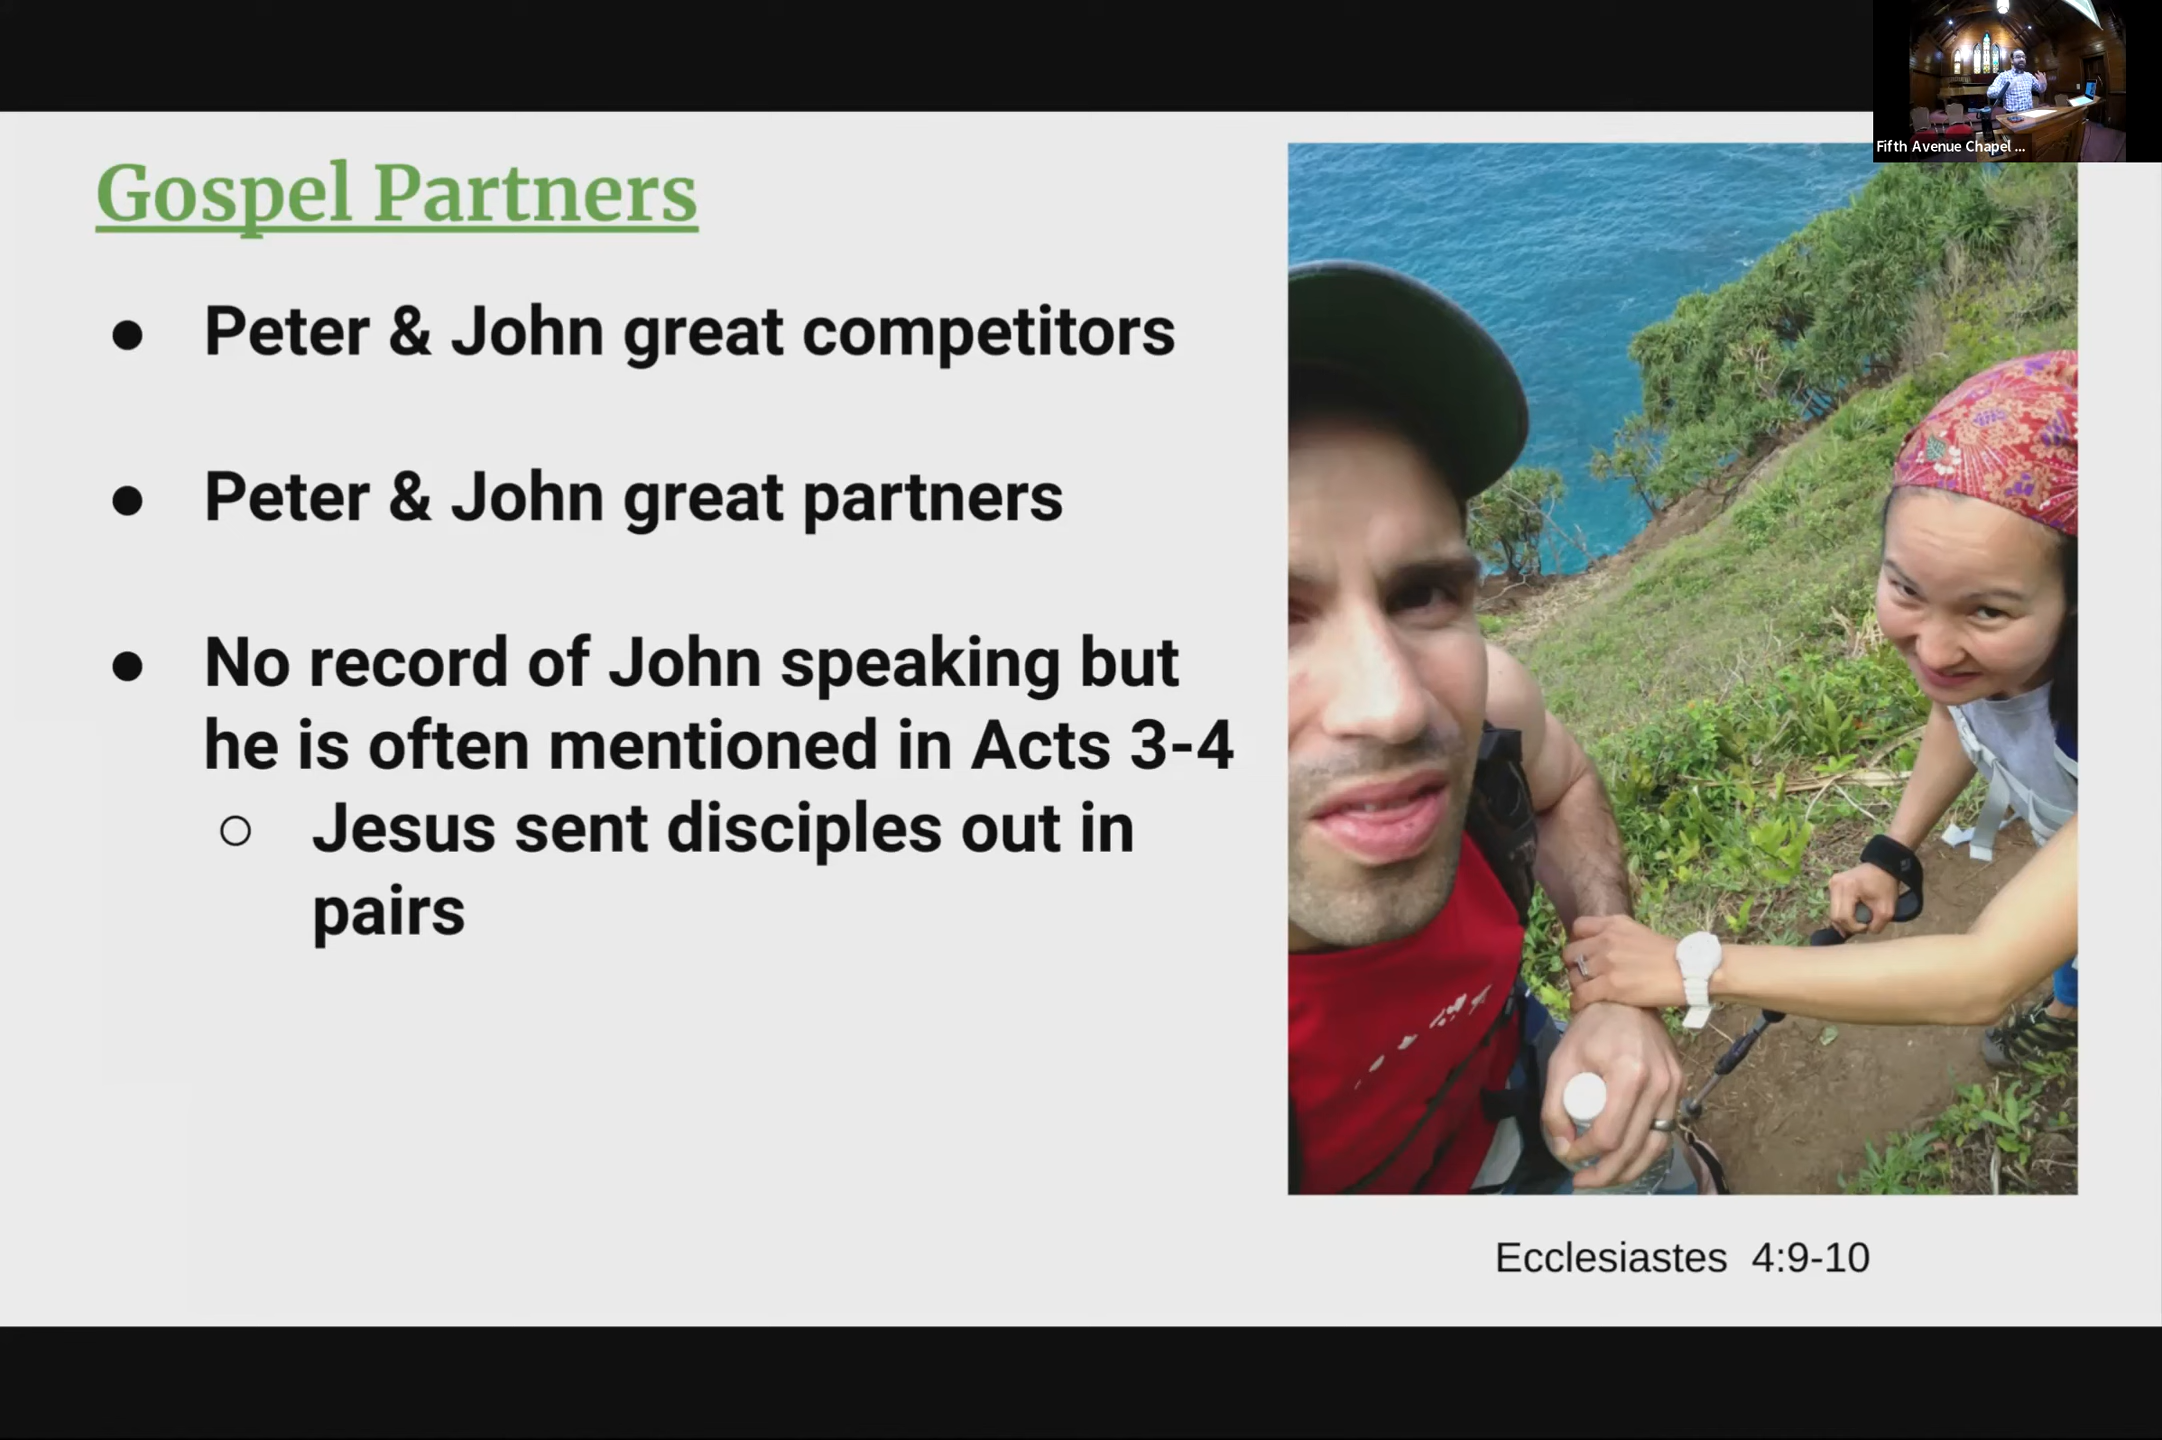 Fifth Avenue Chapel ...
Gospel Partners
● Peter & John great competitors
● Peter & John great partners
● No record of John speaking but
he is often mentioned in Acts 3-4
○ Jesus sent disciples out in
pairs
Ecclesiastes 4:9-10